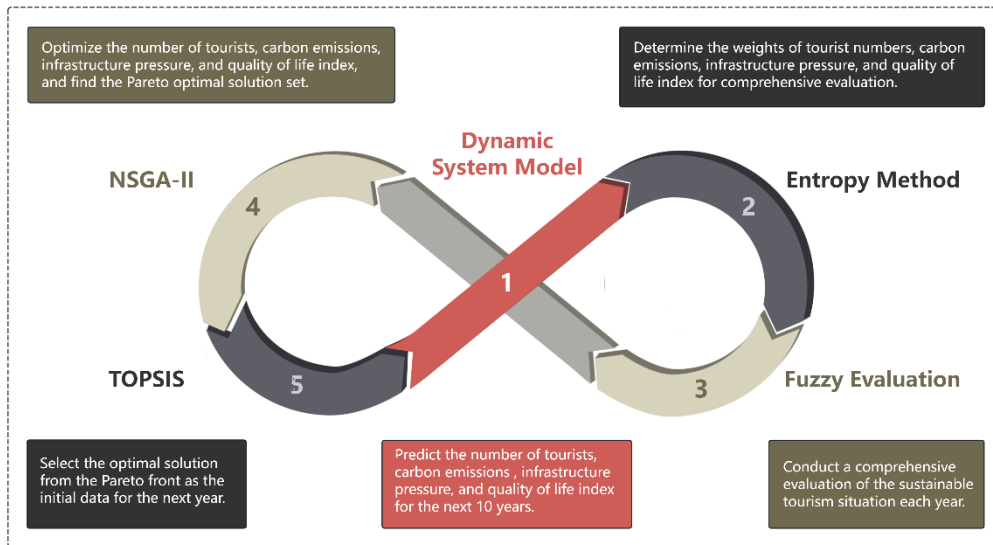 Optimize the number of tourists, carbon emissions,
infrastructure pressure, and quality of life index,
and find the Pareto optimal solution set.
Determine the weights of tourist numbers, carbon
emissions, infrastructure pressure, and quality of
life index for comprehensive evaluation.
Dynamic
System Model
NSGA-II
Entropy Method
4
2
1
TOPSIS
5
3
Fuzzy Evaluation
Select the optimal solution
from the Pareto front as the
initial data for the next year.
Predict the number of tourists,
carbon emissions , infrastructure
pressure, and quality of life index
for the next 10 years.
Conduct a comprehensive
evaluation of the sustainable
tourism situation each year.